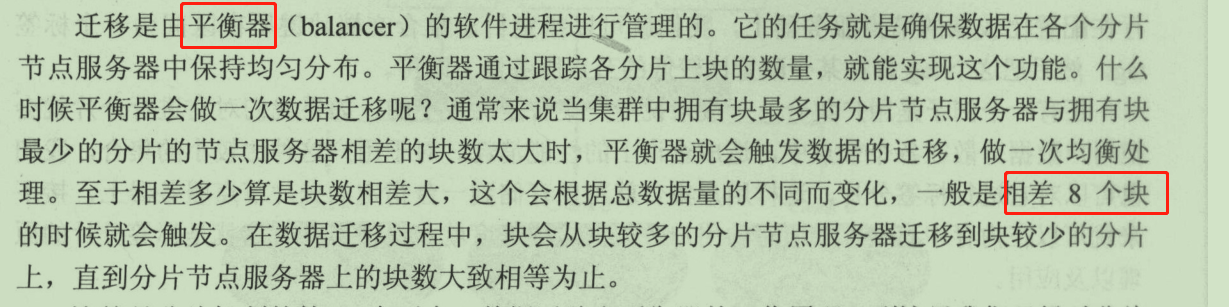 迁移是由平衡器（balancer）的软件进程进行管理的。它的任务就是确保数据在各个分片
节点服务器中保持均匀分布。平衡器通过跟踪各分片上块的数量，就能实现这个功能。什么
时候平衡器会做一次数据迁移呢？通常来说当集群中拥有块最多的分片节点服务器与拥有块
最少的分片的节点服务器相差的块数太大时，平衡器就会触发数据的迁移，做一次均衡处
理。至于相差多少算是块数相差大，这个会根据总数据量的不同而变化，一般是相差 8 个块
的时候就会触发。在数据迁移过程中，块会从块较多的分片节点服务器迁移到块较少的分片
上，直到分片节点服务器上的块数大致相等为止。